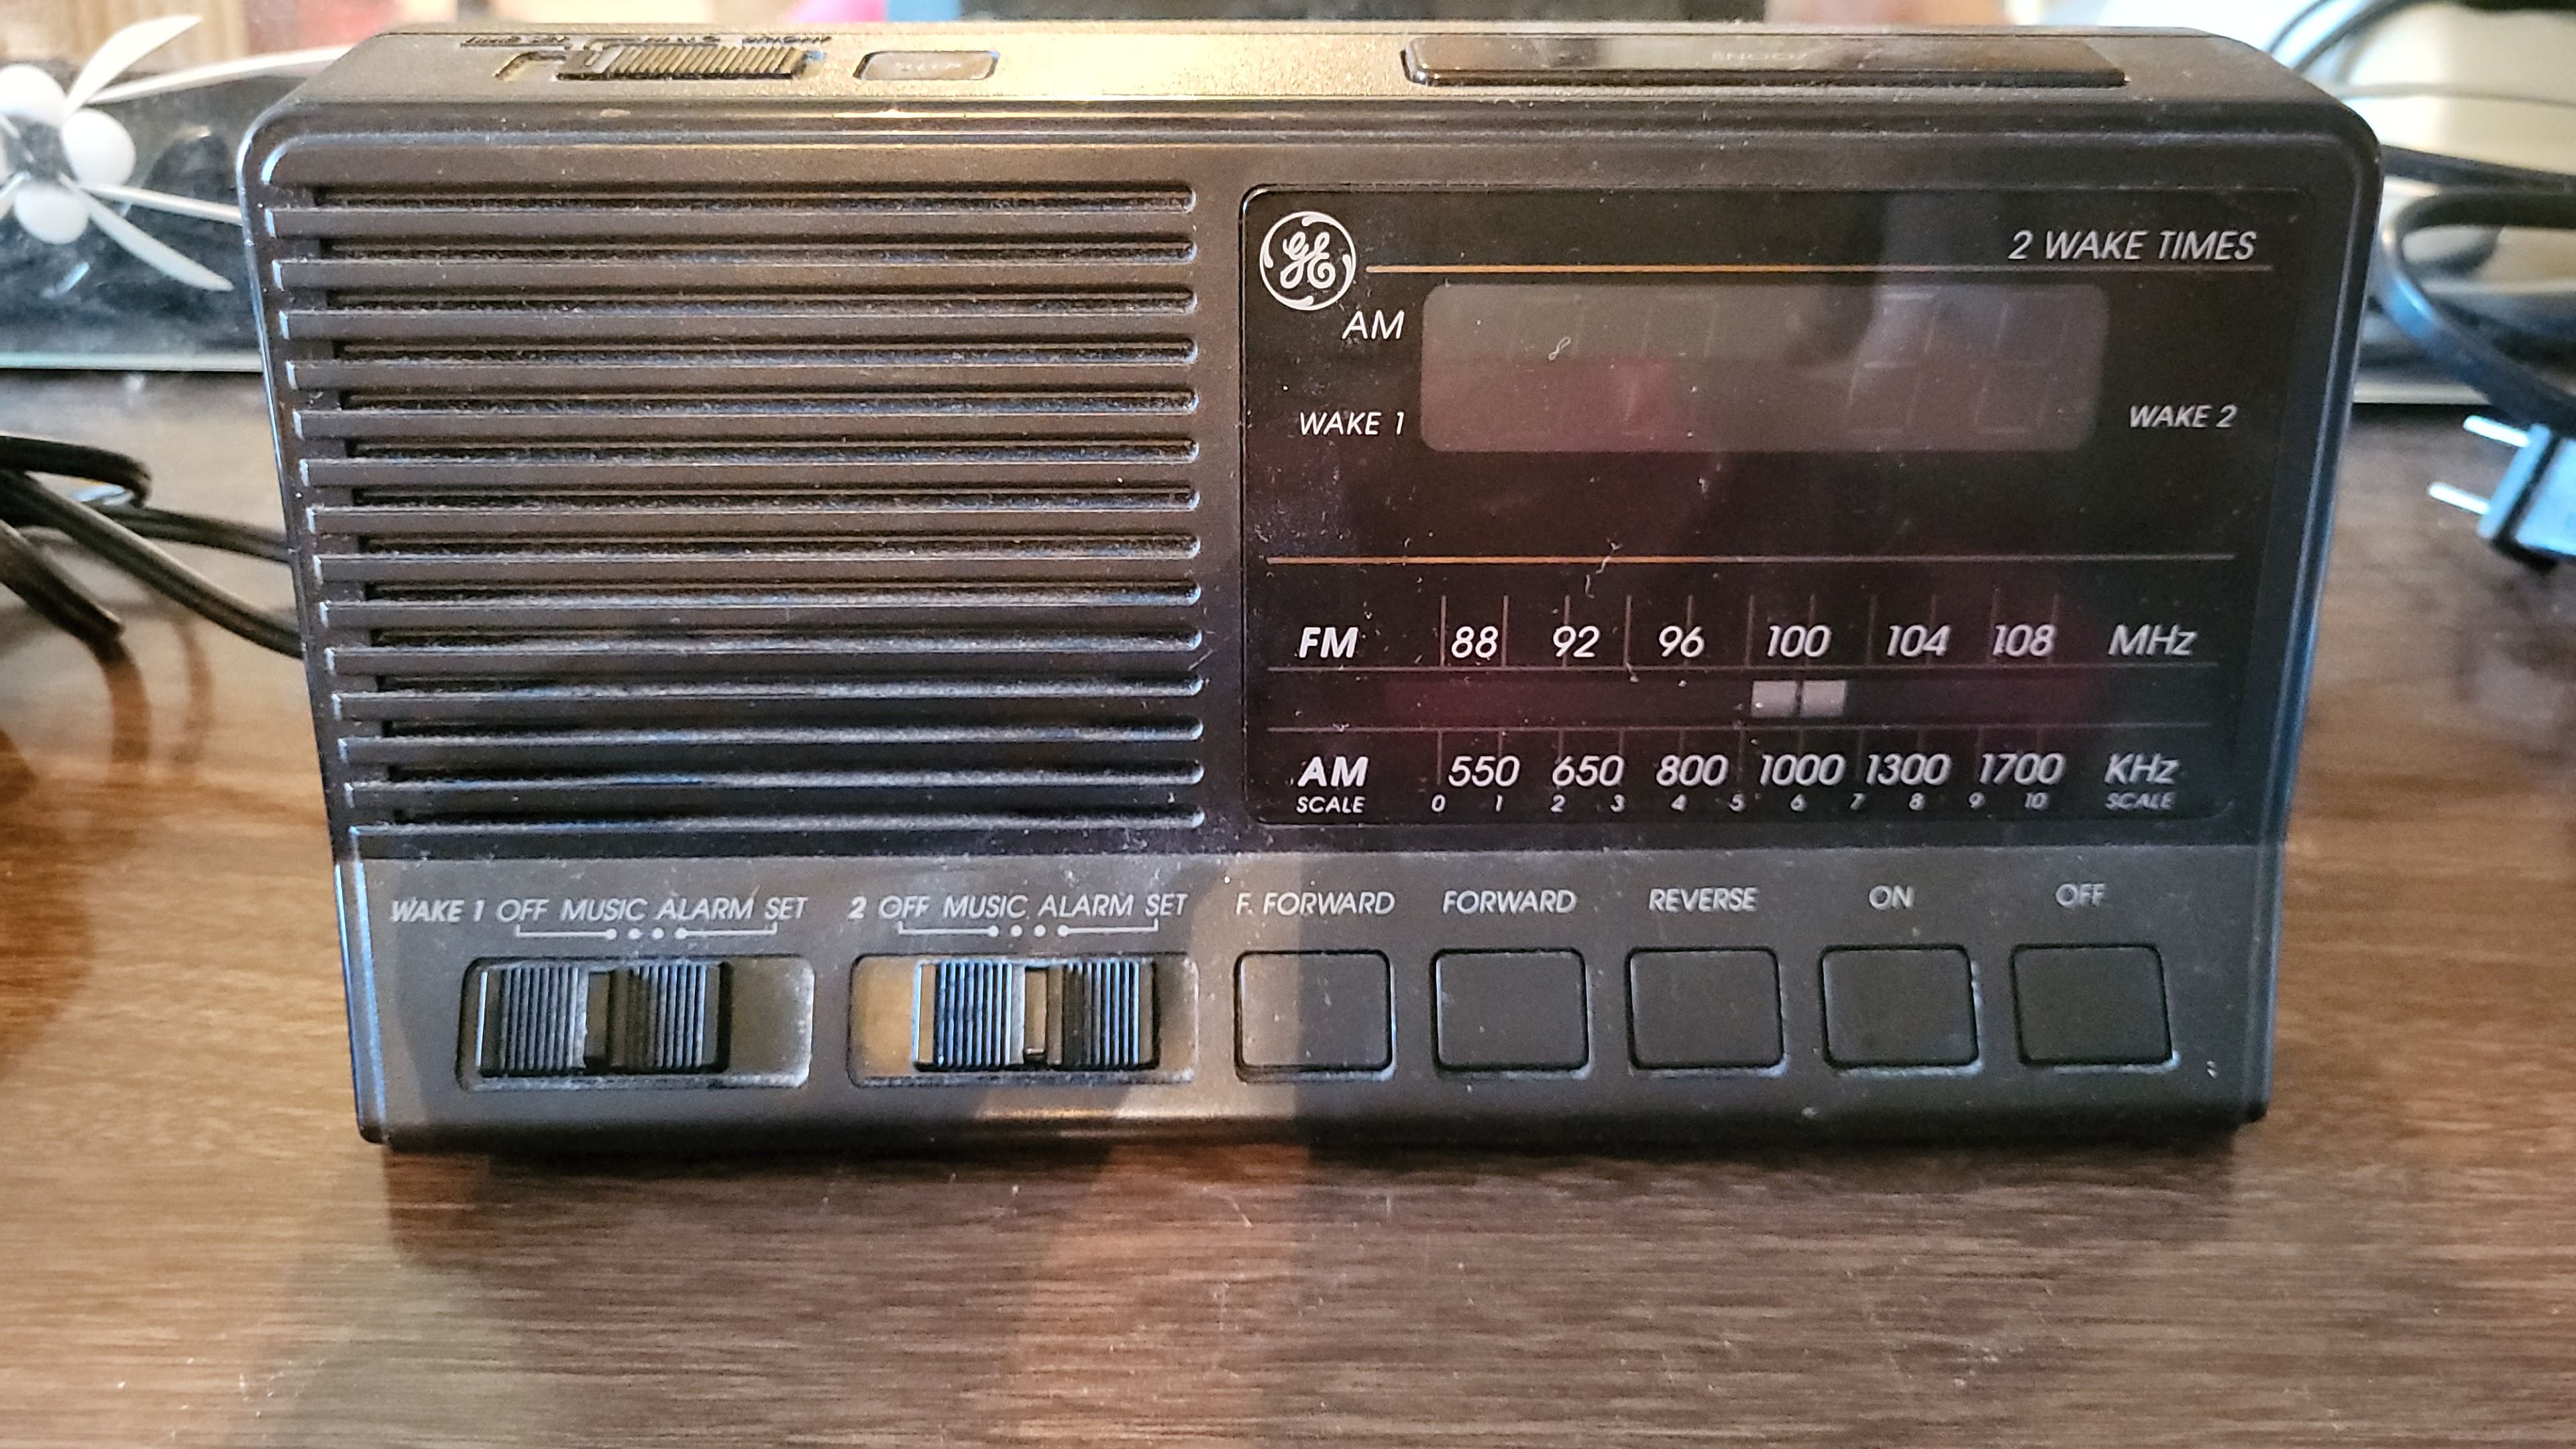 SNOOZE
GE
2 WAKE TIMES
AM
WAKE 1
WAKE 2
FM 88 92 96 100 104 108 MHz
AM 550 650 800 1000 1300 1700 KHz
SCALE 0 1 2 3 4 5 6 7 8 9 10 SCALE
WAKE 1 OFF MUSIC ALARM SET 2 OFF MUSIC ALARM SET F. FORWARD FORWARD REVERSE ON OFF